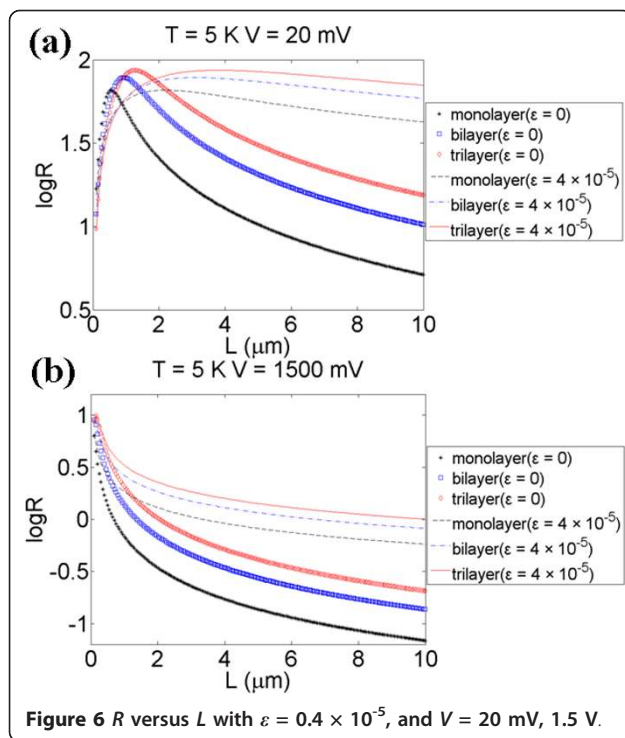 (a)
T = 5 K V = 20 mV
2
1.5
1
0.5
logR
0 2 4 6 8 10
L (μm)
monolayer(ε = 0)
bilayer(ε = 0)
trilayer(ε = 0)
monolayer(ε = 4 × 10⁻⁵)
bilayer(ε = 4 × 10⁻⁵)
trilayer(ε = 4 × 10⁻⁵)
(b)
T = 5 K V = 1500 mV
1
0.5
0
-0.5
-1
logR
0 2 4 6 8 10
L (μm)
monolayer(ε = 0)
bilayer(ε = 0)
trilayer(ε = 0)
monolayer(ε = 4 × 10⁻⁵)
bilayer(ε = 4 × 10⁻⁵)
trilayer(ε = 4 × 10⁻⁵)
Figure 6 R versus L with ε = 0.4 × 10⁻⁵, and V = 20 mV, 1.5 V.